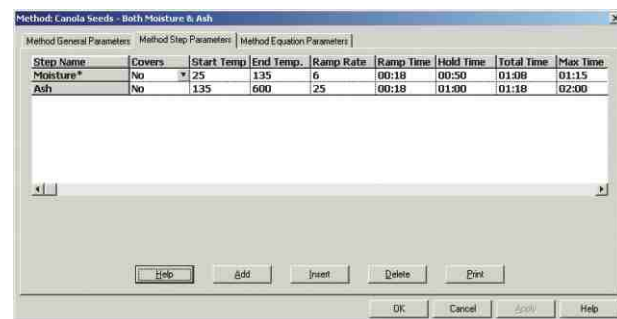 Method: Canola Seeds - Both Moisture & Ash
Method General Parameters Method Step Parameters Method Equation Parameters
Step Name Covers Start Temp End Temp. Ramp Rate Ramp Time Hold Time Total Time Max Time
Moisture* No 25 135 6 00:18 00:50 01:08 01:15
Ash No 135 600 25 00:18 01:00 01:18 02:00
Help Add Insert Delete Print
OK Cancel Apply Help